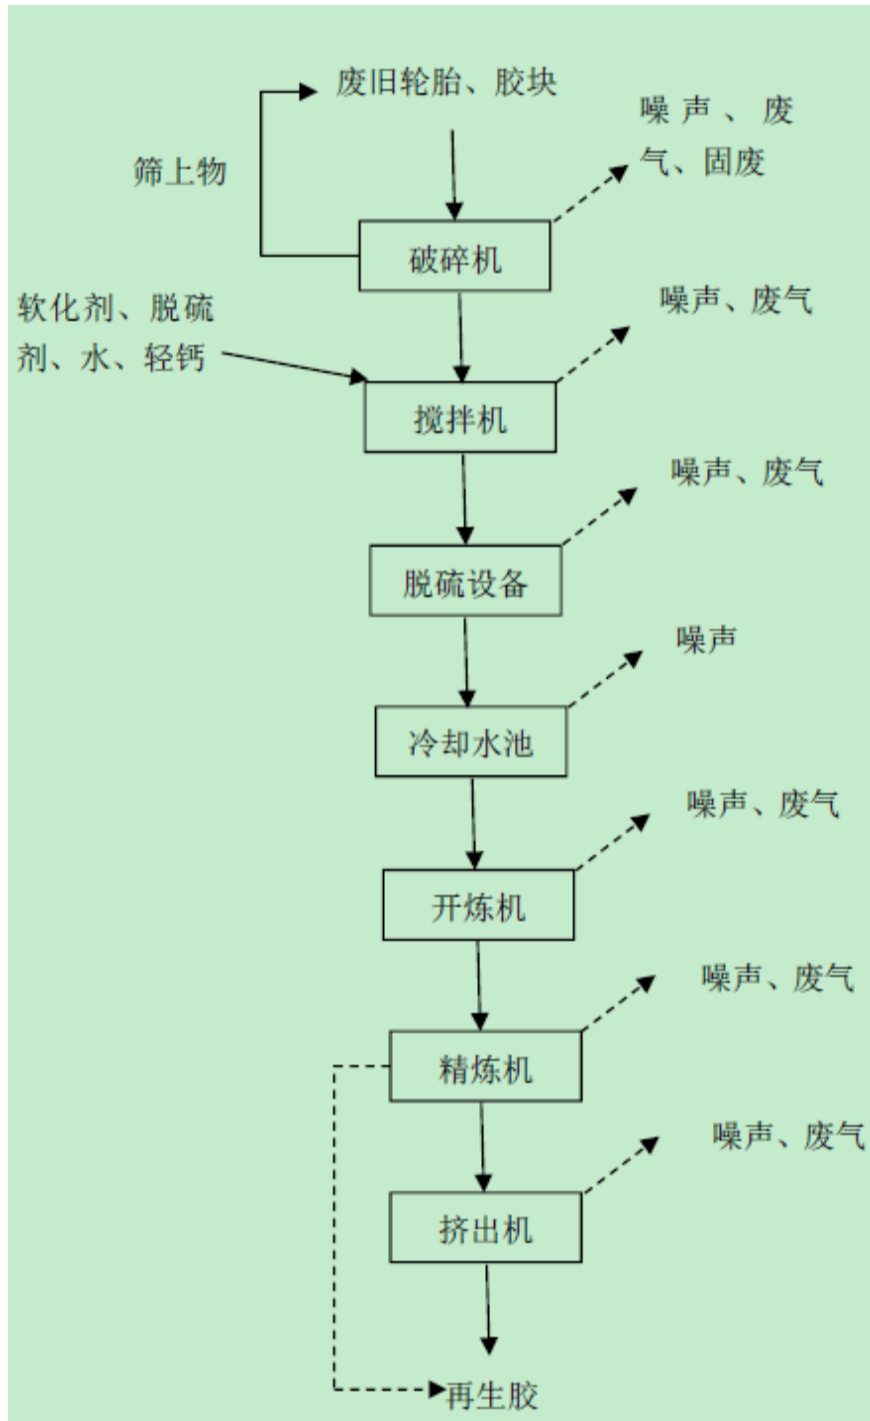 废旧轮胎、胶块
噪声、废
气、固废
筛上物
破碎机
软化剂、脱硫
剂、水、轻钙
噪声、废气
搅拌机
噪声、废气
脱硫设备
噪声
冷却水池
噪声、废气
开炼机
噪声、废气
精炼机
噪声、废气
挤出机
再生胶